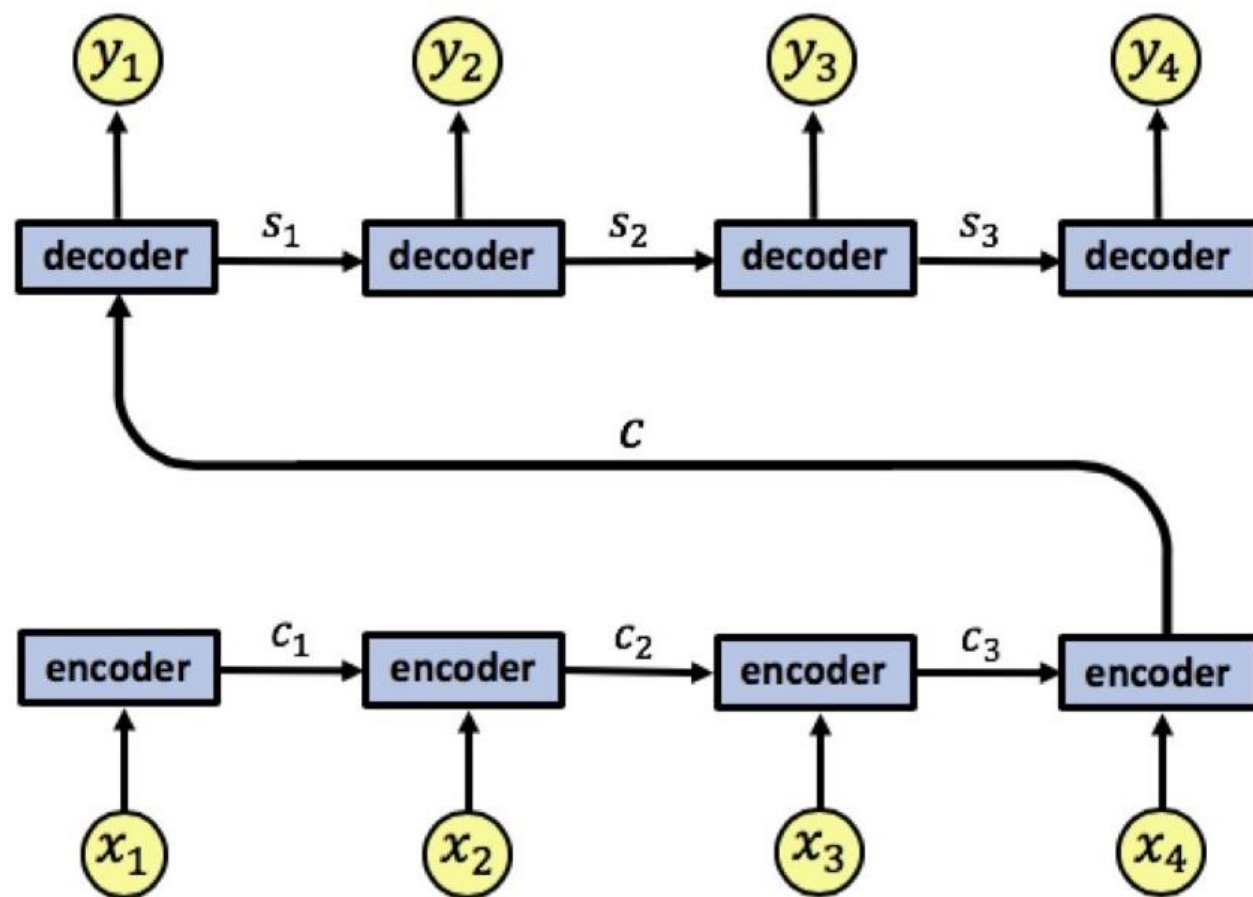 y₁ y₂ y₃ y₄
s₁ s₂ s₃
decoder decoder decoder decoder
c
c₁ c₂ c₃
encoder encoder encoder encoder
x₁ x₂ x₃ x₄